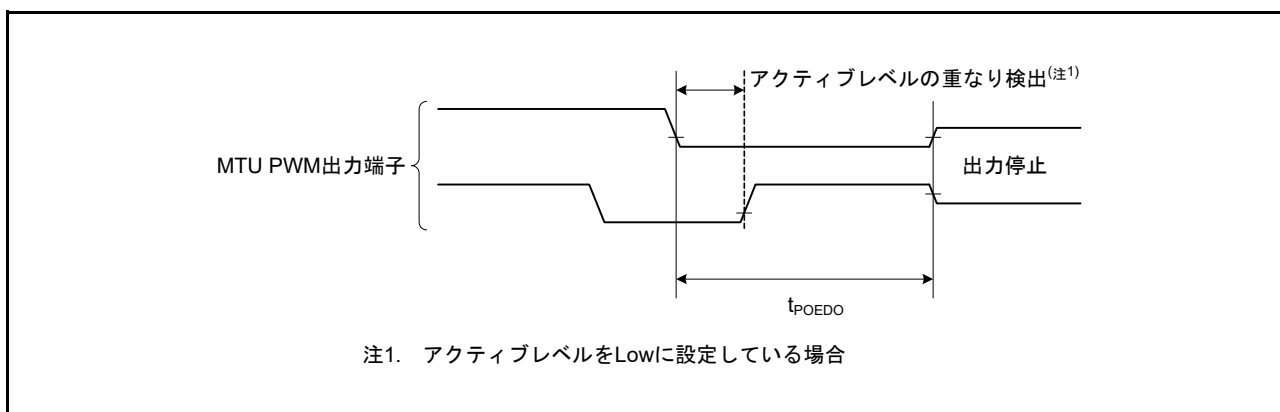 アクティブレベルの重なり検出(注1)
MTU PWM出力端子
出力停止
tPOEDO
注1. アクティブレベルをLowに設定している場合